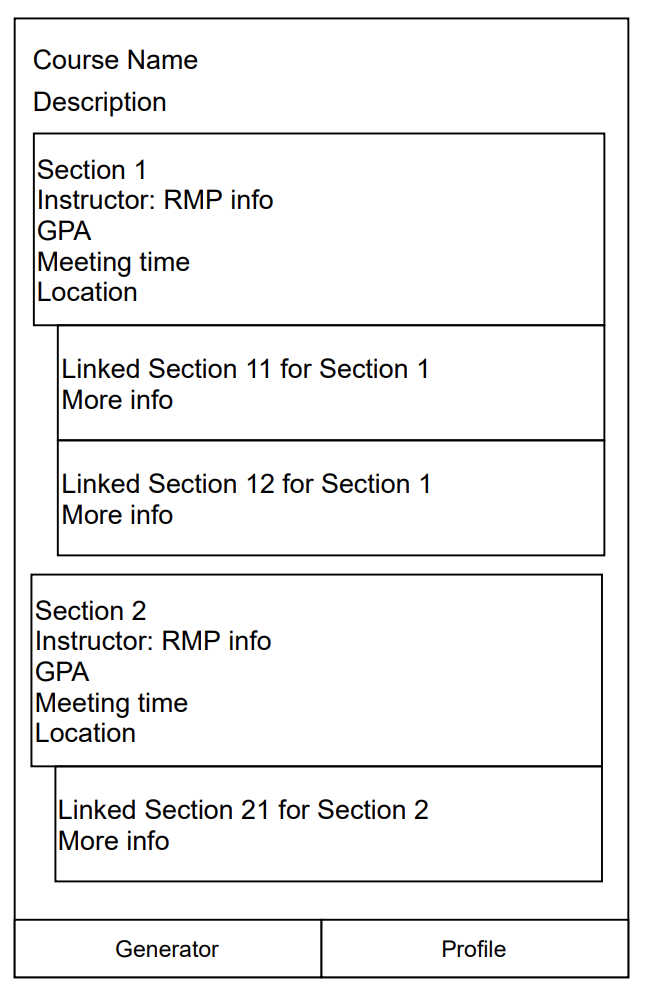 Course Name
Description
Section 1
Instructor: RMP info
GPA
Meeting time
Location
Linked Section 11 for Section 1
More info
Linked Section 12 for Section 1
More info
Section 2
Instructor: RMP info
GPA
Meeting time
Location
Linked Section 21 for Section 2
More info
Generator
Profile